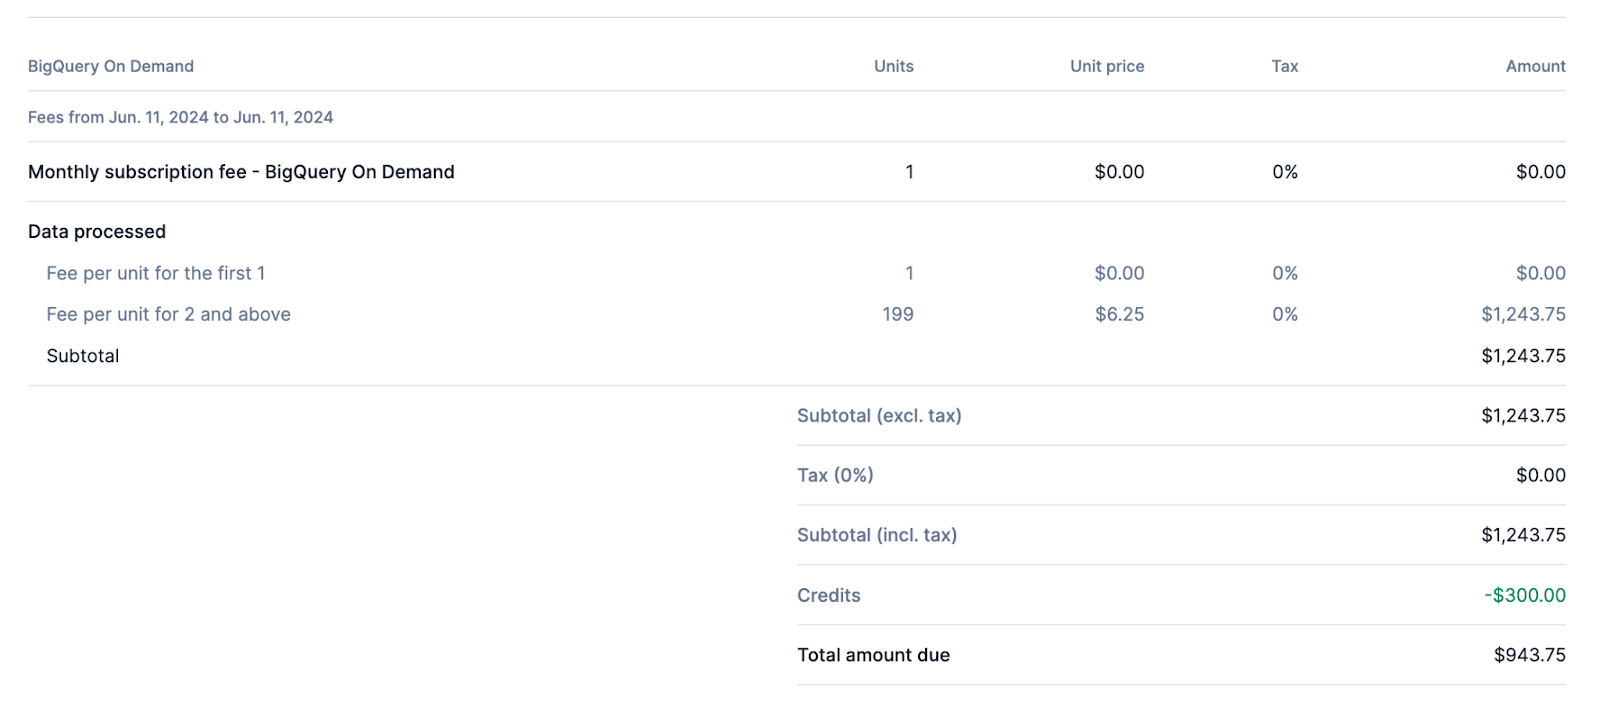 BigQuery On Demand Units Unit price Tax Amount
Fees from Jun. 11, 2024 to Jun. 11, 2024
Monthly subscription fee - BigQuery On Demand 1 $0.00 0% $0.00
Data processed
Fee per unit for the first 1 1 $0.00 0% $0.00
Fee per unit for 2 and above 199 $6.25 0% $1,243.75
Subtotal $1,243.75
Subtotal (excl. tax) $1,243.75
Tax (0%) $0.00
Subtotal (incl. tax) $1,243.75
Credits -$300.00
Total amount due $943.75